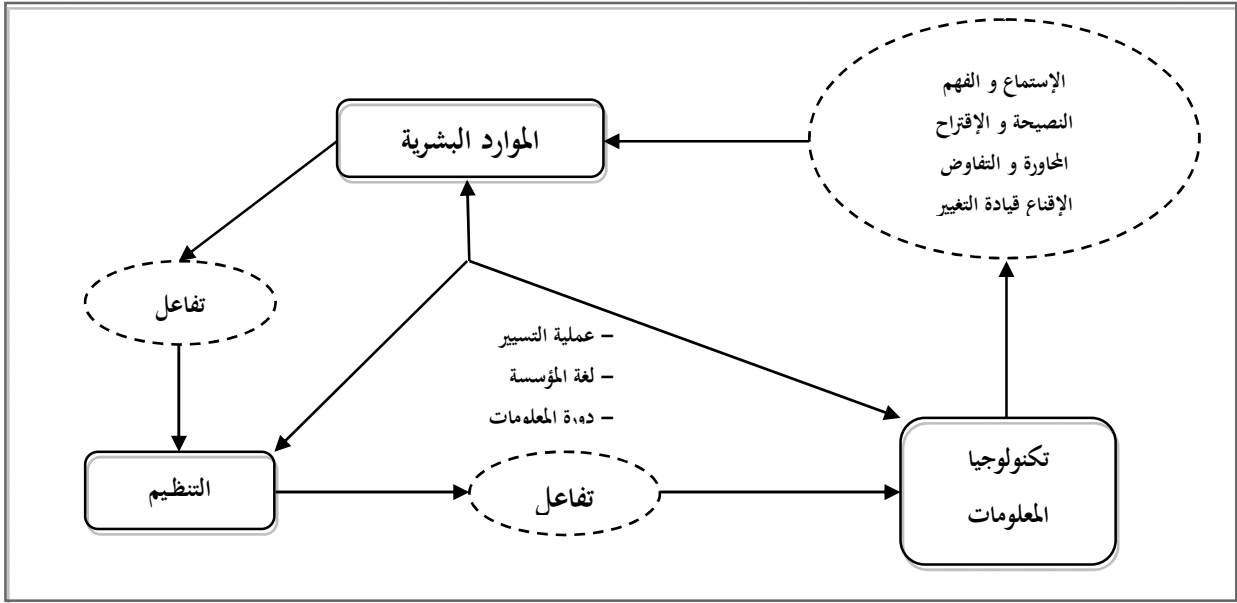 الإستماع و الفهم
النصيحة و الإقتراح
المحاورة و التفاوض
الإقناع قيادة التغيير
الموارد البشرية
تفاعل
– عملية التسيير
– لغة المؤسسة
– دورة المعلومات
تكنولوجيا
المعلومات
التنظيم
تفاعل